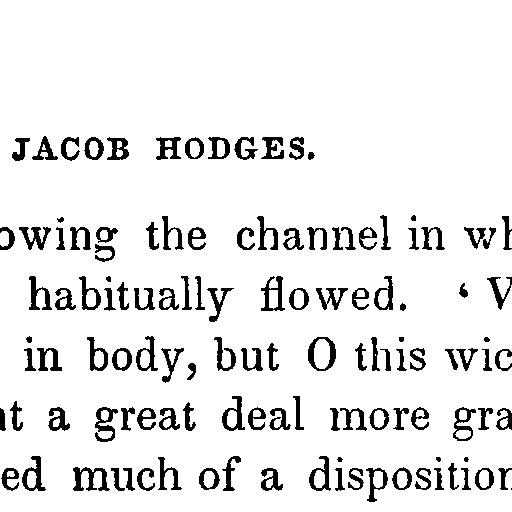 JACOB HODGES.
owing the channel in wh
habitually flowed. ‘ V
in body, but O this wic
nt a great deal more gra
ed much of a disposition